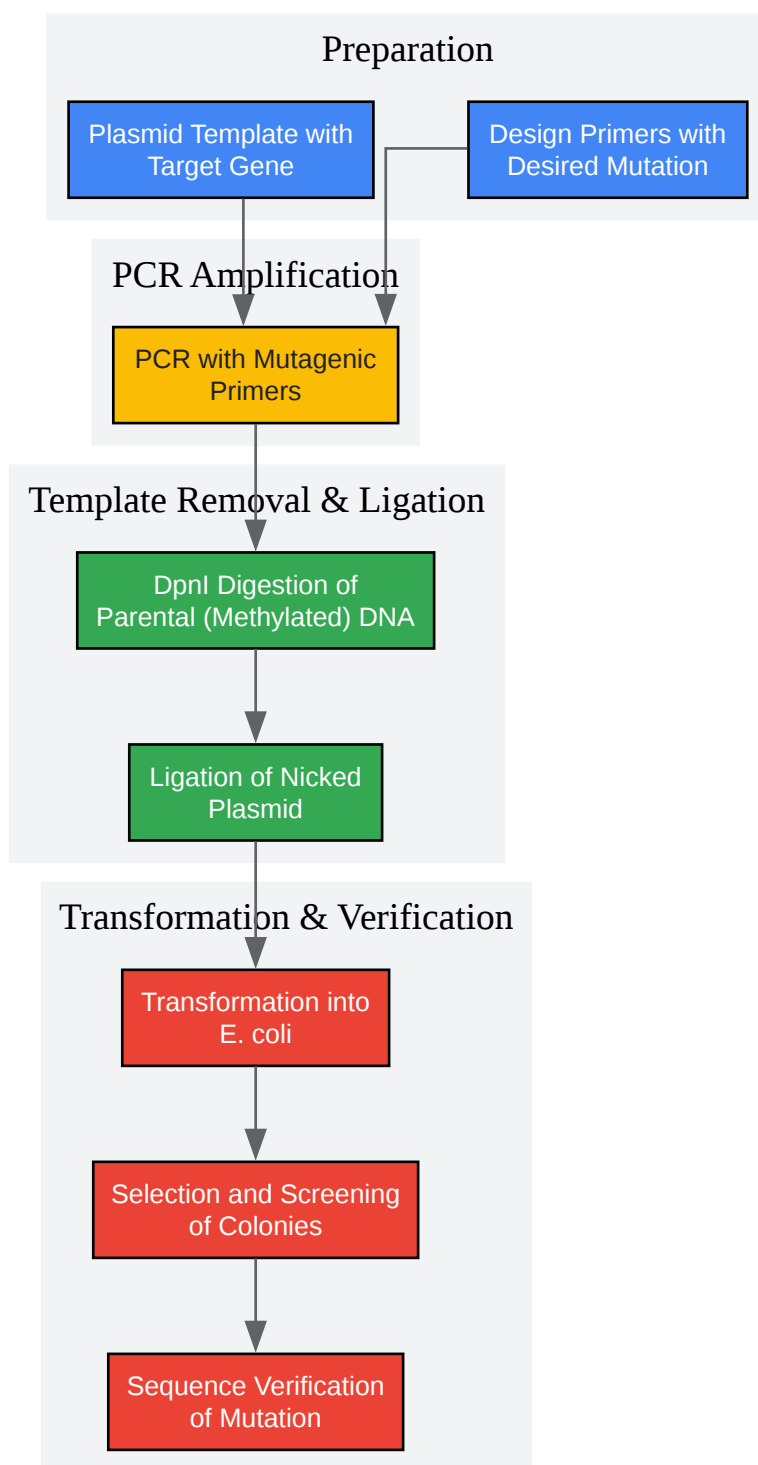 Preparation
Plasmid Template with
Target Gene
Design Primers with
Desired Mutation
PCR Amplification
PCR with Mutagenic
Primers
Template Removal & Ligation
DpnI Digestion of
Parental (Methylated) DNA
Ligation of Nicked
Plasmid
Transformation & Verification
Transformation into
E. coli
Selection and Screening
of Colonies
Sequence Verification
of Mutation